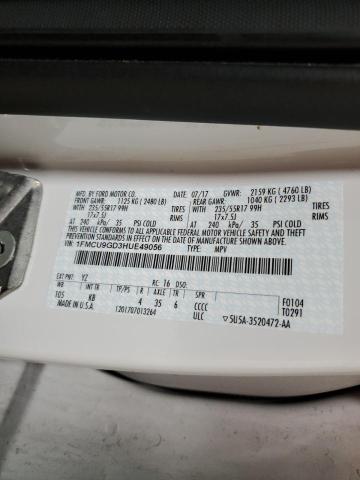 MFD. BY FORD MOTOR CO.
DATE: 07/17 GVWR: 2159 KG ( 4760 LB)
FRONT GAWR: 1125 KG ( 2480 LB) REAR GAWR: 1040 KG ( 2293 LB)
WITH 235/55R17 99H TIRES WITH 235/55R17 99H TIRES
17x7.5J 17x7.5J
AT 240 kPa/ 35 PSI COLD AT 240 kPa/ 35 PSI COLD
THIS VEHICLE CONFORMS TO ALL APPLICABLE FEDERAL MOTOR VEHICLE
SAFETY AND THEFT PREVENTION STANDARDS IN EFFECT ON THE DATE OF
MANUFACTURE SHOWN ABOVE.
VIN: 1FMCU9GD3HUE49056
TYPE: MPV
EXT PNT: YZ RC: 16 DSO:
WB INT TR TP/PS R AXLE TR SPR
105 KB 4 35 6 CCCC F0104
MADE IN U.S.A. 1201707013264 ULC T0291
5U5A-3520472-AA